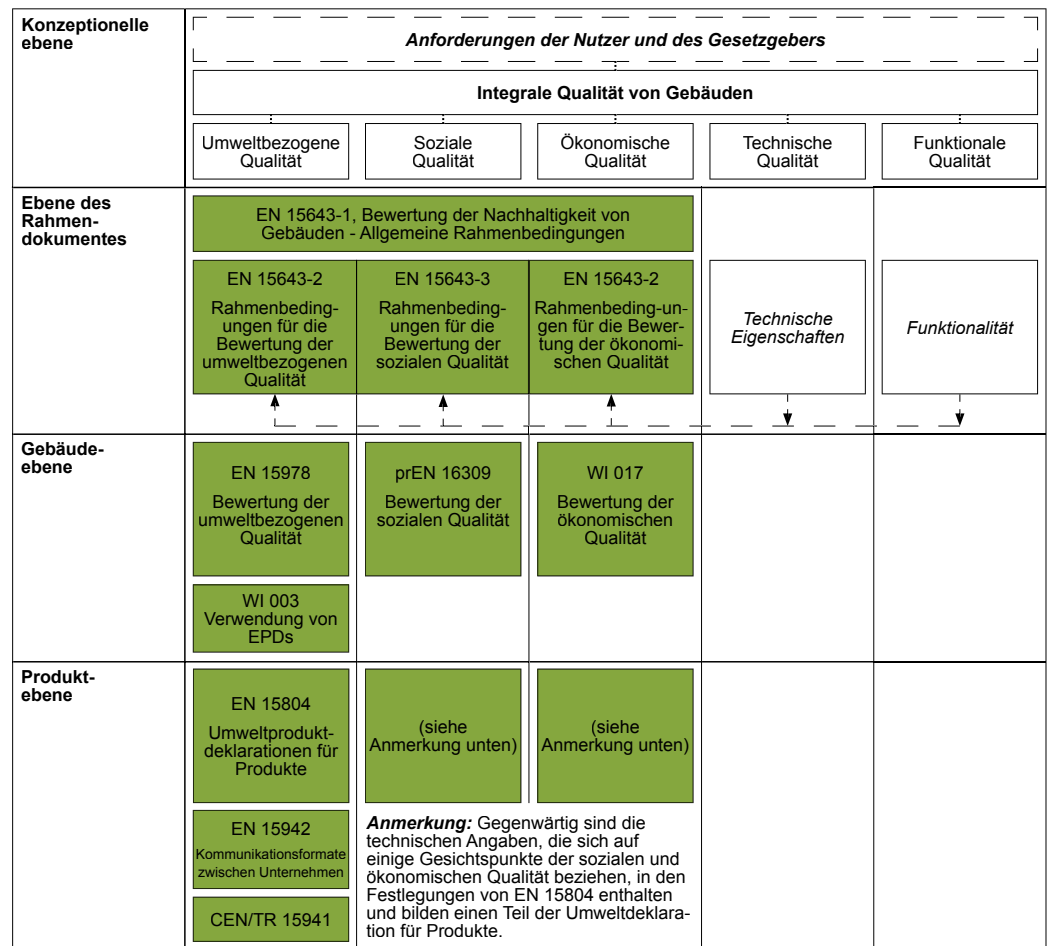 Konzeptionelle
ebene
Anforderungen der Nutzer und des Gesetzgebers
Integrale Qualität von Gebäuden
Umweltbezogene
Qualität
Soziale
Qualität
Ökonomische
Qualität
Technische
Qualität
Funktionale
Qualität
Ebene des
Rahmen-
dokumentes
EN 15643-1, Bewertung der Nachhaltigkeit von
Gebäuden - Allgemeine Rahmenbedingungen
EN 15643-2
Rahmenbeding-
ungen für die
Bewertung der
umweltbezogenen
Qualität
EN 15643-3
Rahmenbeding-
ungen für die
Bewertung der
sozialen Qualität
EN 15643-2
Rahmenbeding-un-
gen für die Bewer-
tung der ökonomi-
schen Qualität
Technische
Eigenschaften
Funktionalität
Gebäude-
ebene
EN 15978
Bewertung der
umweltbezogenen
Qualität
prEN 16309
Bewertung der
sozialen Qualität
WI 017
Bewertung der
ökonomischen
Qualität
WI 003
Verwendung von
EPDs
Produkt-
ebene
EN 15804
Umweltprodukt-
deklarationen für
Produkte
(siehe
Anmerkung unten)
(siehe
Anmerkung unten)
EN 15942
Kommunikationsformate
zwischen Unternehmen
CEN/TR 15941
Anmerkung: Gegenwärtig sind die
technischen Angaben, die sich auf
einige Gesichtspunkte der sozialen und
ökonomischen Qualität beziehen, in den
Festlegungen von EN 15804 enthalten
und bilden einen Teil der Umweltdeklara-
tion für Produkte.